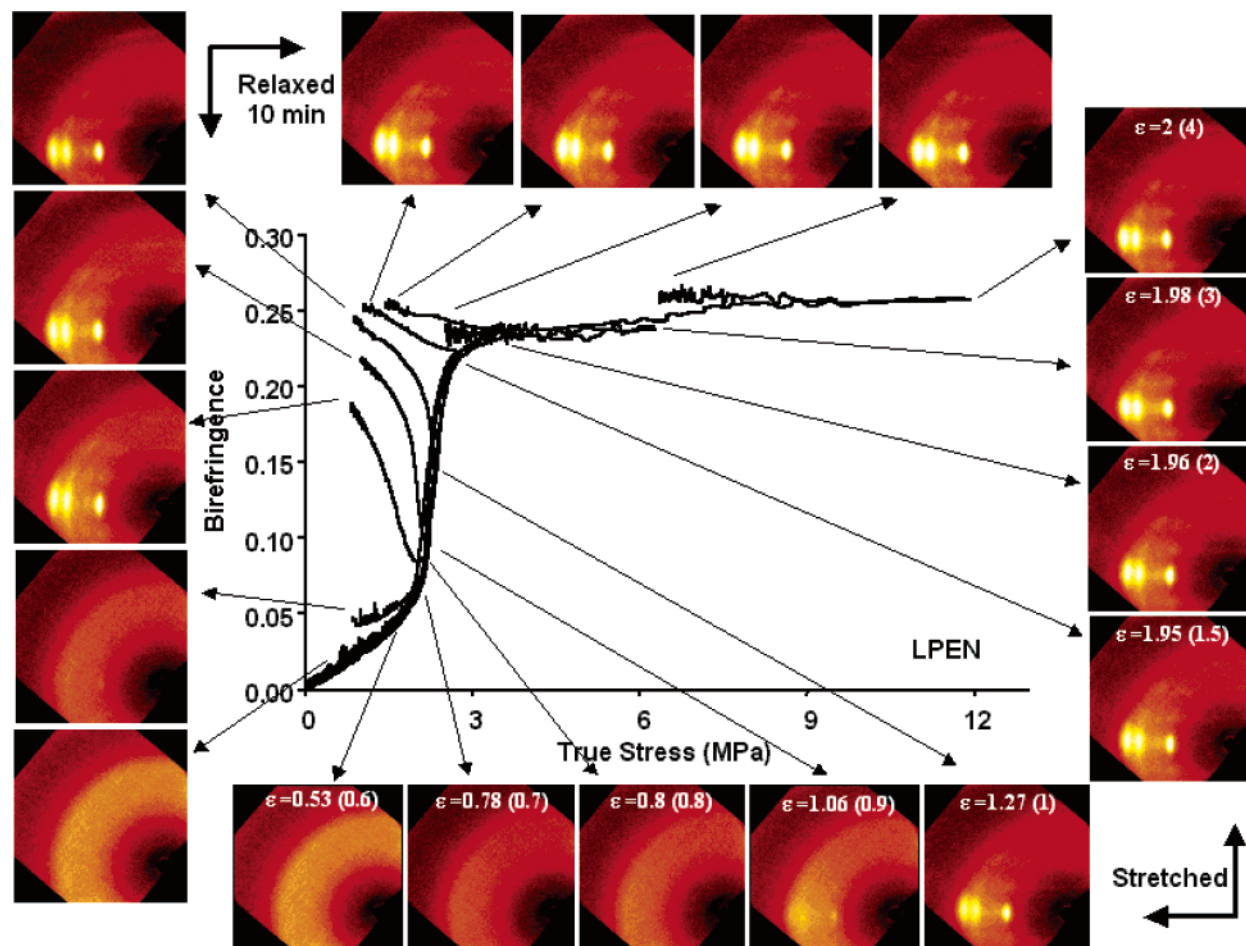 Relaxed
10 min
ε=2 (4)
0.30
ε=1.98 (3)
0.25
0.20
Birefringence
0.15
ε=1.96 (2)
0.10
0.05
ε=1.95 (1.5)
LPEN
0.00
0
3
6
9
12
True Stress (MPa)
ε=0.53 (0.6)
ε=0.78 (0.7)
ε=0.8 (0.8)
ε=1.06 (0.9)
ε=1.27 (1)
Stretched